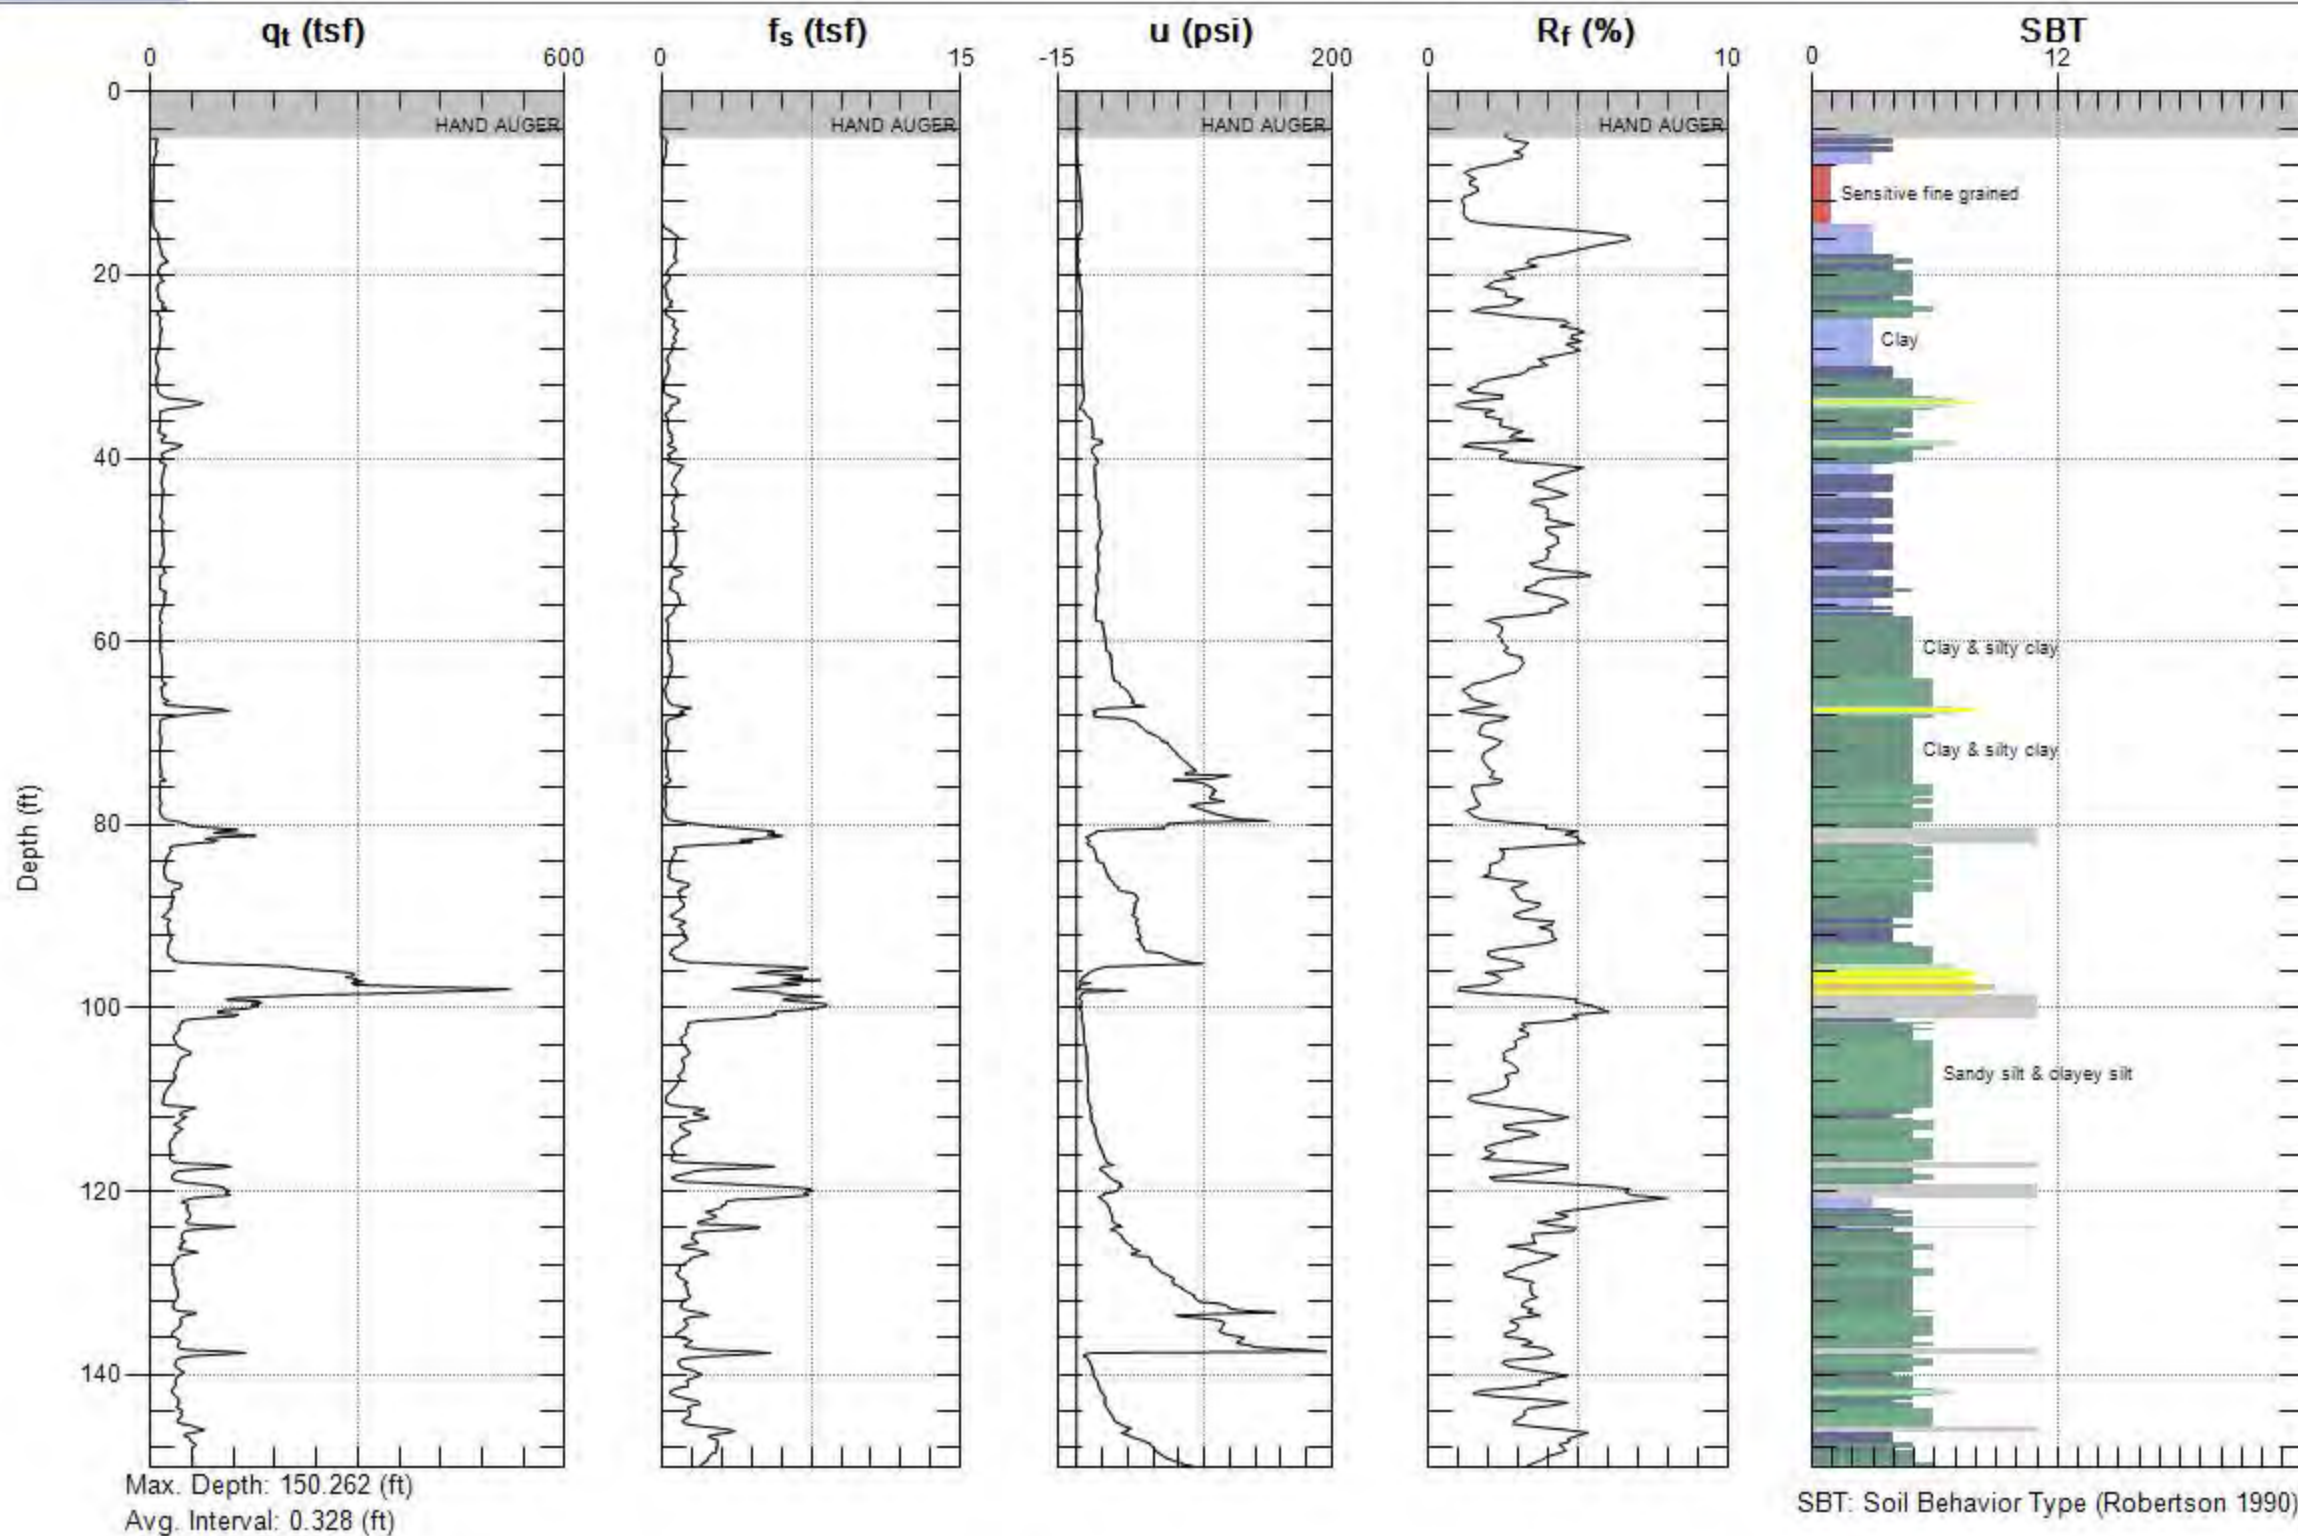 qt (tsf) fs (tsf) u (psi) Rf (%) SBT
0 600 0 15 -15 200 0 10 0 12
0
HAND AUGER HAND AUGER HAND AUGER HAND AUGER
Sensitive fine grained
20
Clay
40
60
Clay & silty clay
Clay & silty clay
80
Depth (ft)
100
Sandy silt & clayey silt
120
140
Max. Depth: 150.262 (ft)
Avg. Interval: 0.328 (ft)
SBT: Soil Behavior Type (Robertson 1990)